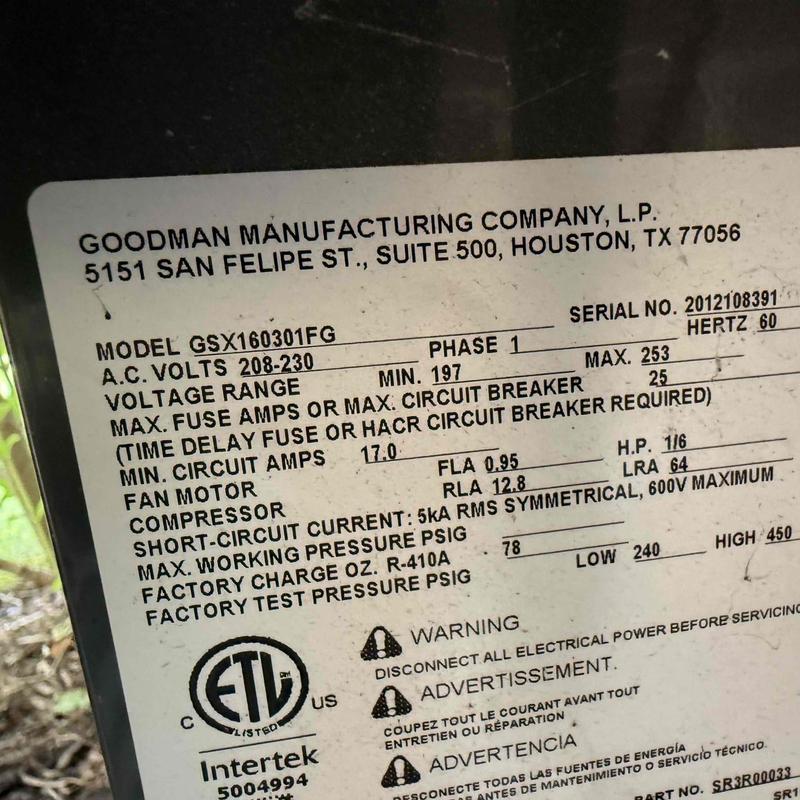 GOODMAN MANUFACTURING COMPANY, L.P.
5151 SAN FELIPE ST., SUITE 500, HOUSTON, TX 77056
MODEL GSX160301FG SERIAL NO. 2012108391
A.C. VOLTS 208-230 PHASE 1 HERTZ 60
VOLTAGE RANGE MIN. 197 MAX. 253
MAX. FUSE AMPS OR MAX. CIRCUIT BREAKER 25
(TIME DELAY FUSE OR HACR CIRCUIT BREAKER REQUIRED)
MIN. CIRCUIT AMPS 17.0
FAN MOTOR FLA 0.95 H.P. 1/6
COMPRESSOR RLA 12.8 LRA 64
SHORT-CIRCUIT CURRENT: 5kA RMS SYMMETRICAL, 600V MAXIMUM
MAX. WORKING PRESSURE PSIG
FACTORY CHARGE OZ. R-410A 78
FACTORY TEST PRESSURE PSIG LOW 240 HIGH 450
WARNING
DISCONNECT ALL ELECTRICAL POWER BEFORE SERVICING
ADVERTISSEMENT.
COUPEZ TOUT LE COURANT AVANT TOUT
ENTRETIEN OU RÉPARATION
ADVERTENCIA
DESCONECTE TODAS LAS FUENTES DE ENERGÍA
ANTES DE MANTENIMIENTO O SERVICIO TÉCNICO.
C ETL US
LISTED
Intertek
5004994
PART NO. SR3R00033
SR1